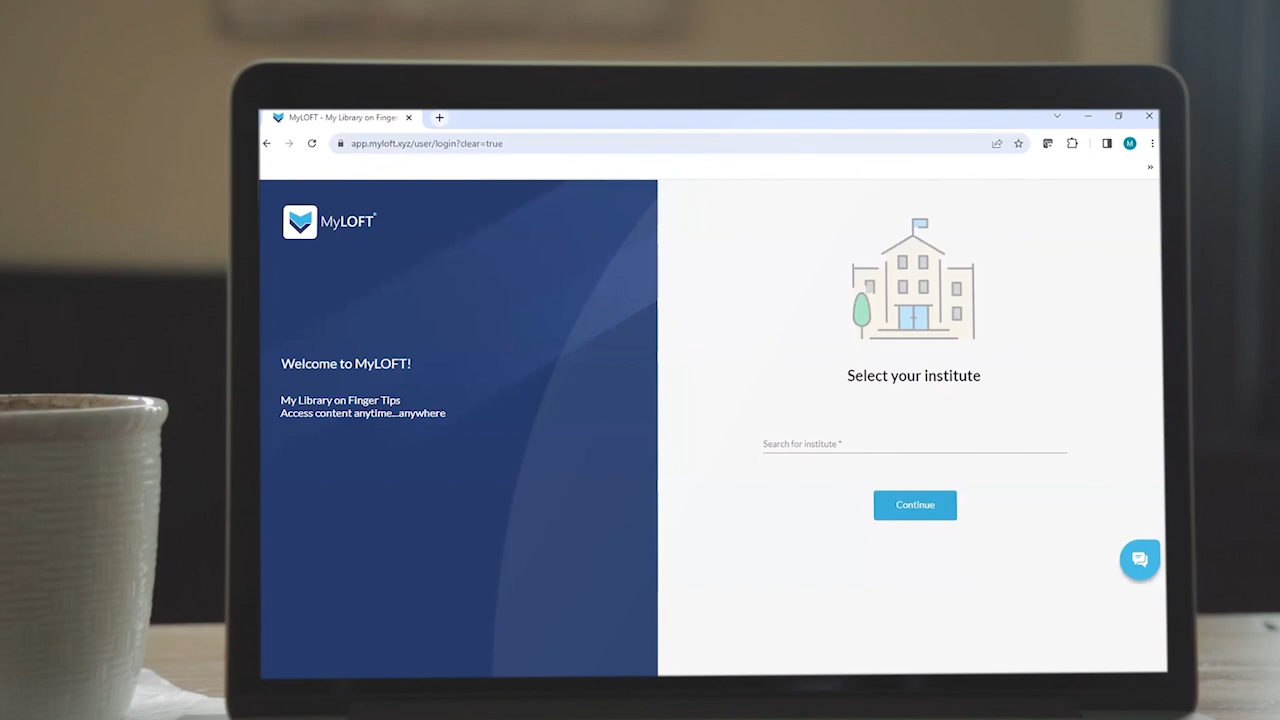 MyLOFT - My Library on Finger
app.myloft.xyz/user/login?clear=true
M
MyLOFT®
Welcome to MyLOFT!
My Library on Finger Tips
Access content anytime...anywhere
Select your institute
Search for institute *
Continue